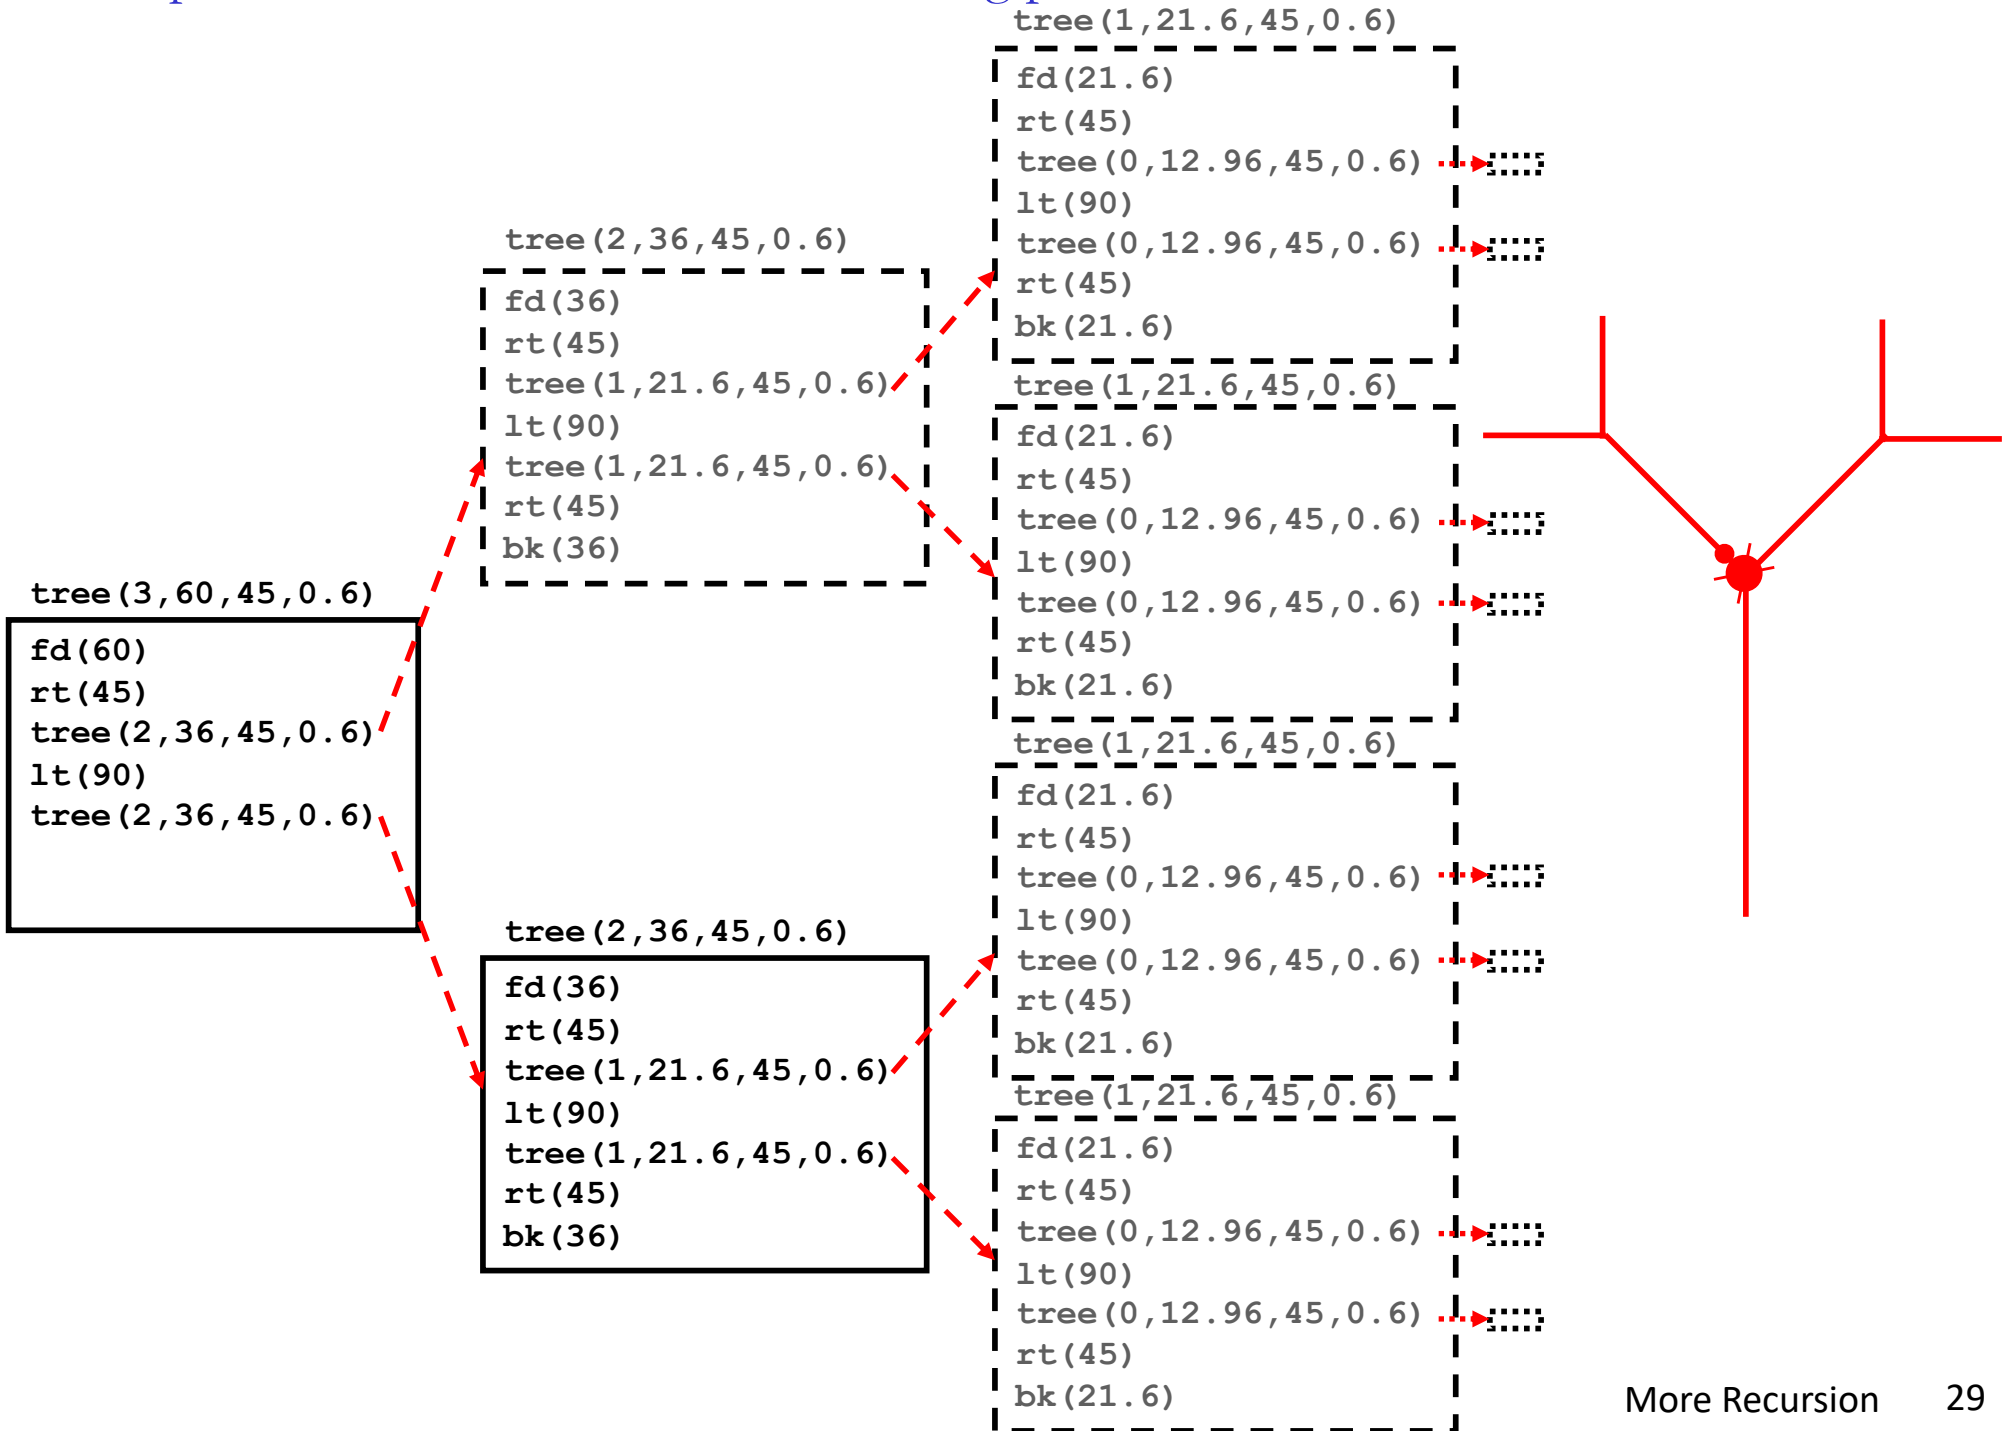 tree(3,60,45,0.6)
fd(60)
rt(45)
tree(2,36,45,0.6)
lt(90)
tree(2,36,45,0.6)
tree(2,36,45,0.6)
fd(36)
rt(45)
tree(1,21.6,45,0.6)
lt(90)
tree(1,21.6,45,0.6)
rt(45)
bk(36)
tree(2,36,45,0.6)
fd(36)
rt(45)
tree(1,21.6,45,0.6)
lt(90)
tree(1,21.6,45,0.6)
rt(45)
bk(36)
tree(1,21.6,45,0.6)
fd(21.6)
rt(45)
tree(0,12.96,45,0.6)
lt(90)
tree(0,12.96,45,0.6)
rt(45)
bk(21.6)
tree(1,21.6,45,0.6)
fd(21.6)
rt(45)
tree(0,12.96,45,0.6)
lt(90)
tree(0,12.96,45,0.6)
rt(45)
bk(21.6)
tree(1,21.6,45,0.6)
fd(21.6)
rt(45)
tree(0,12.96,45,0.6)
lt(90)
tree(0,12.96,45,0.6)
rt(45)
bk(21.6)
tree(1,21.6,45,0.6)
fd(21.6)
rt(45)
tree(0,12.96,45,0.6)
lt(90)
tree(0,12.96,45,0.6)
rt(45)
bk(21.6)
More Recursion 29